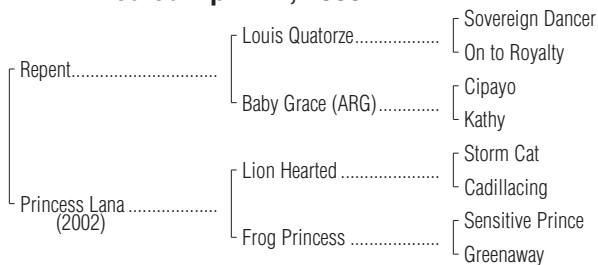 Sovereign Dancer
Louis Quatorze..................
On to Royalty
Repent...............................
Cipayo
Baby Grace (ARG).............
Kathy
Storm Cat
Lion Hearted .....................
Cadillacing
Princess Lana ...................
(2002)
Sensitive Prince
Frog Princess ...................
Greenaway